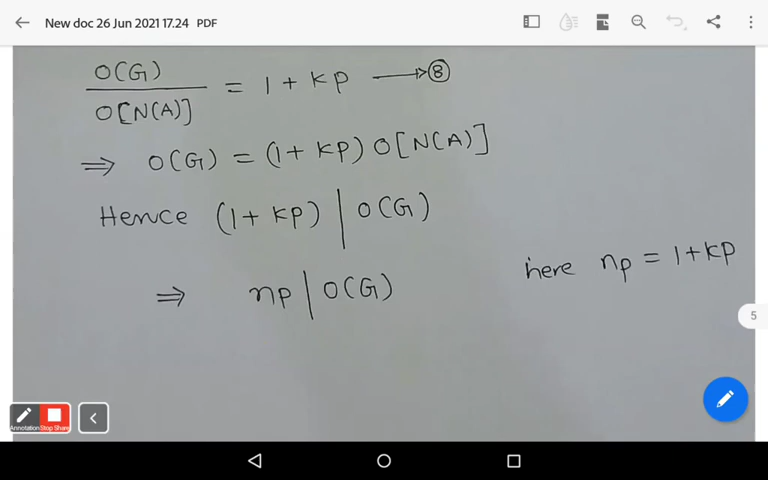 New doc 26 Jun 2021 17.24 PDF
O(G) / O[N(A)] = 1 + kp ⟶ ⑧
⇒ O(G) = (1 + kp) O[N(A)]
Hence (1 + kp) | O(G)
here np = 1 + kp
⇒ np | O(G)
5
Annotation Stop Share